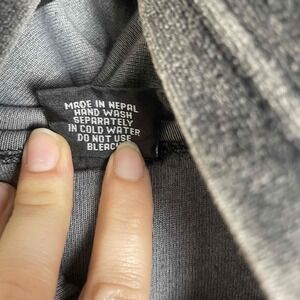 MADE IN NEPAL
HAND WASH
SEPARATELY
IN COLD WATER
DO NOT USE
BLEACH